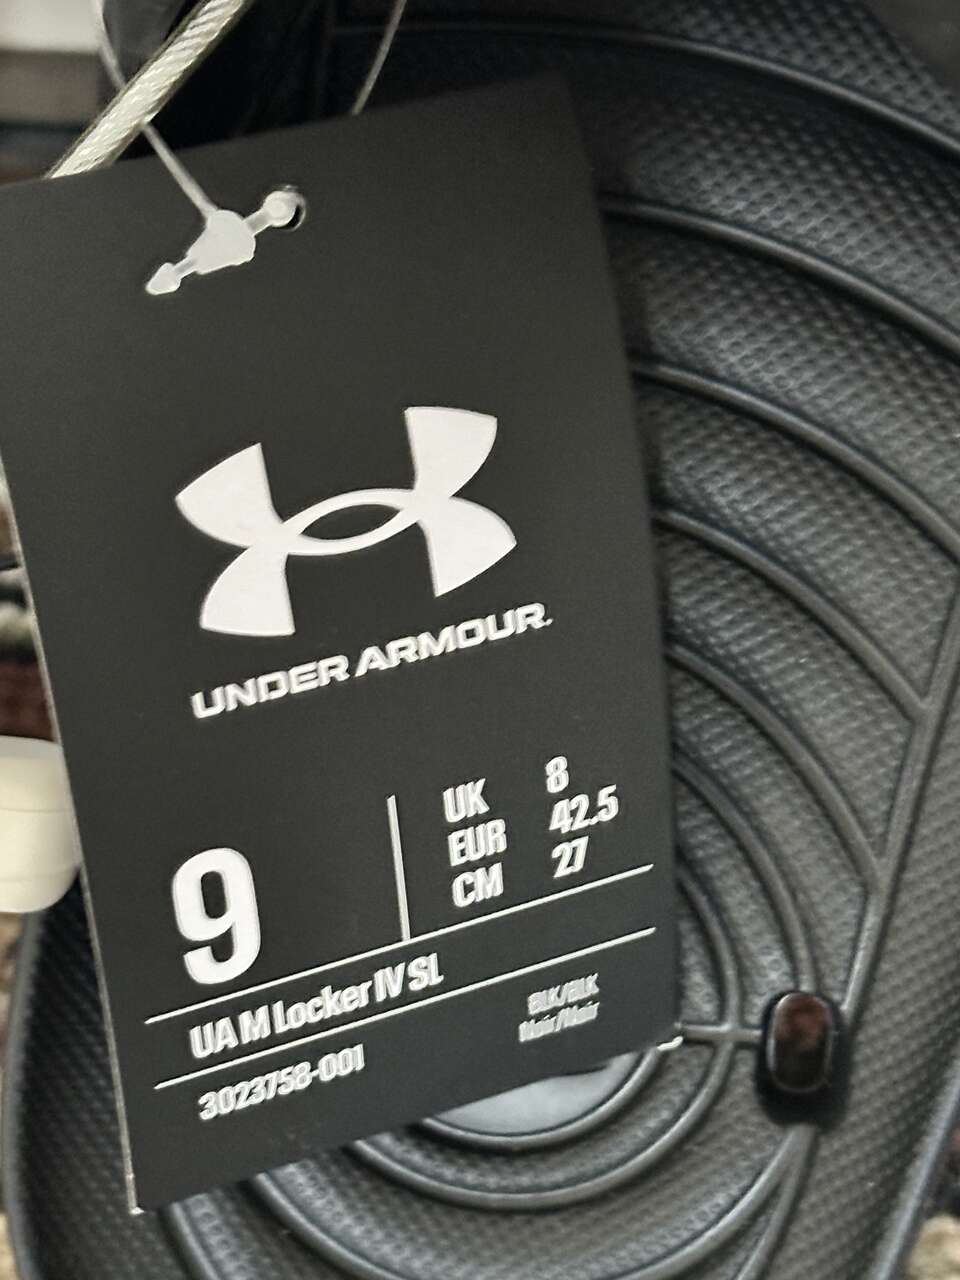 UNDER ARMOUR.
9
UK 8
EUR 42.5
CM 27
UA M Locker IV SL
3023758-001
BLK/BLK
Noir/Noir